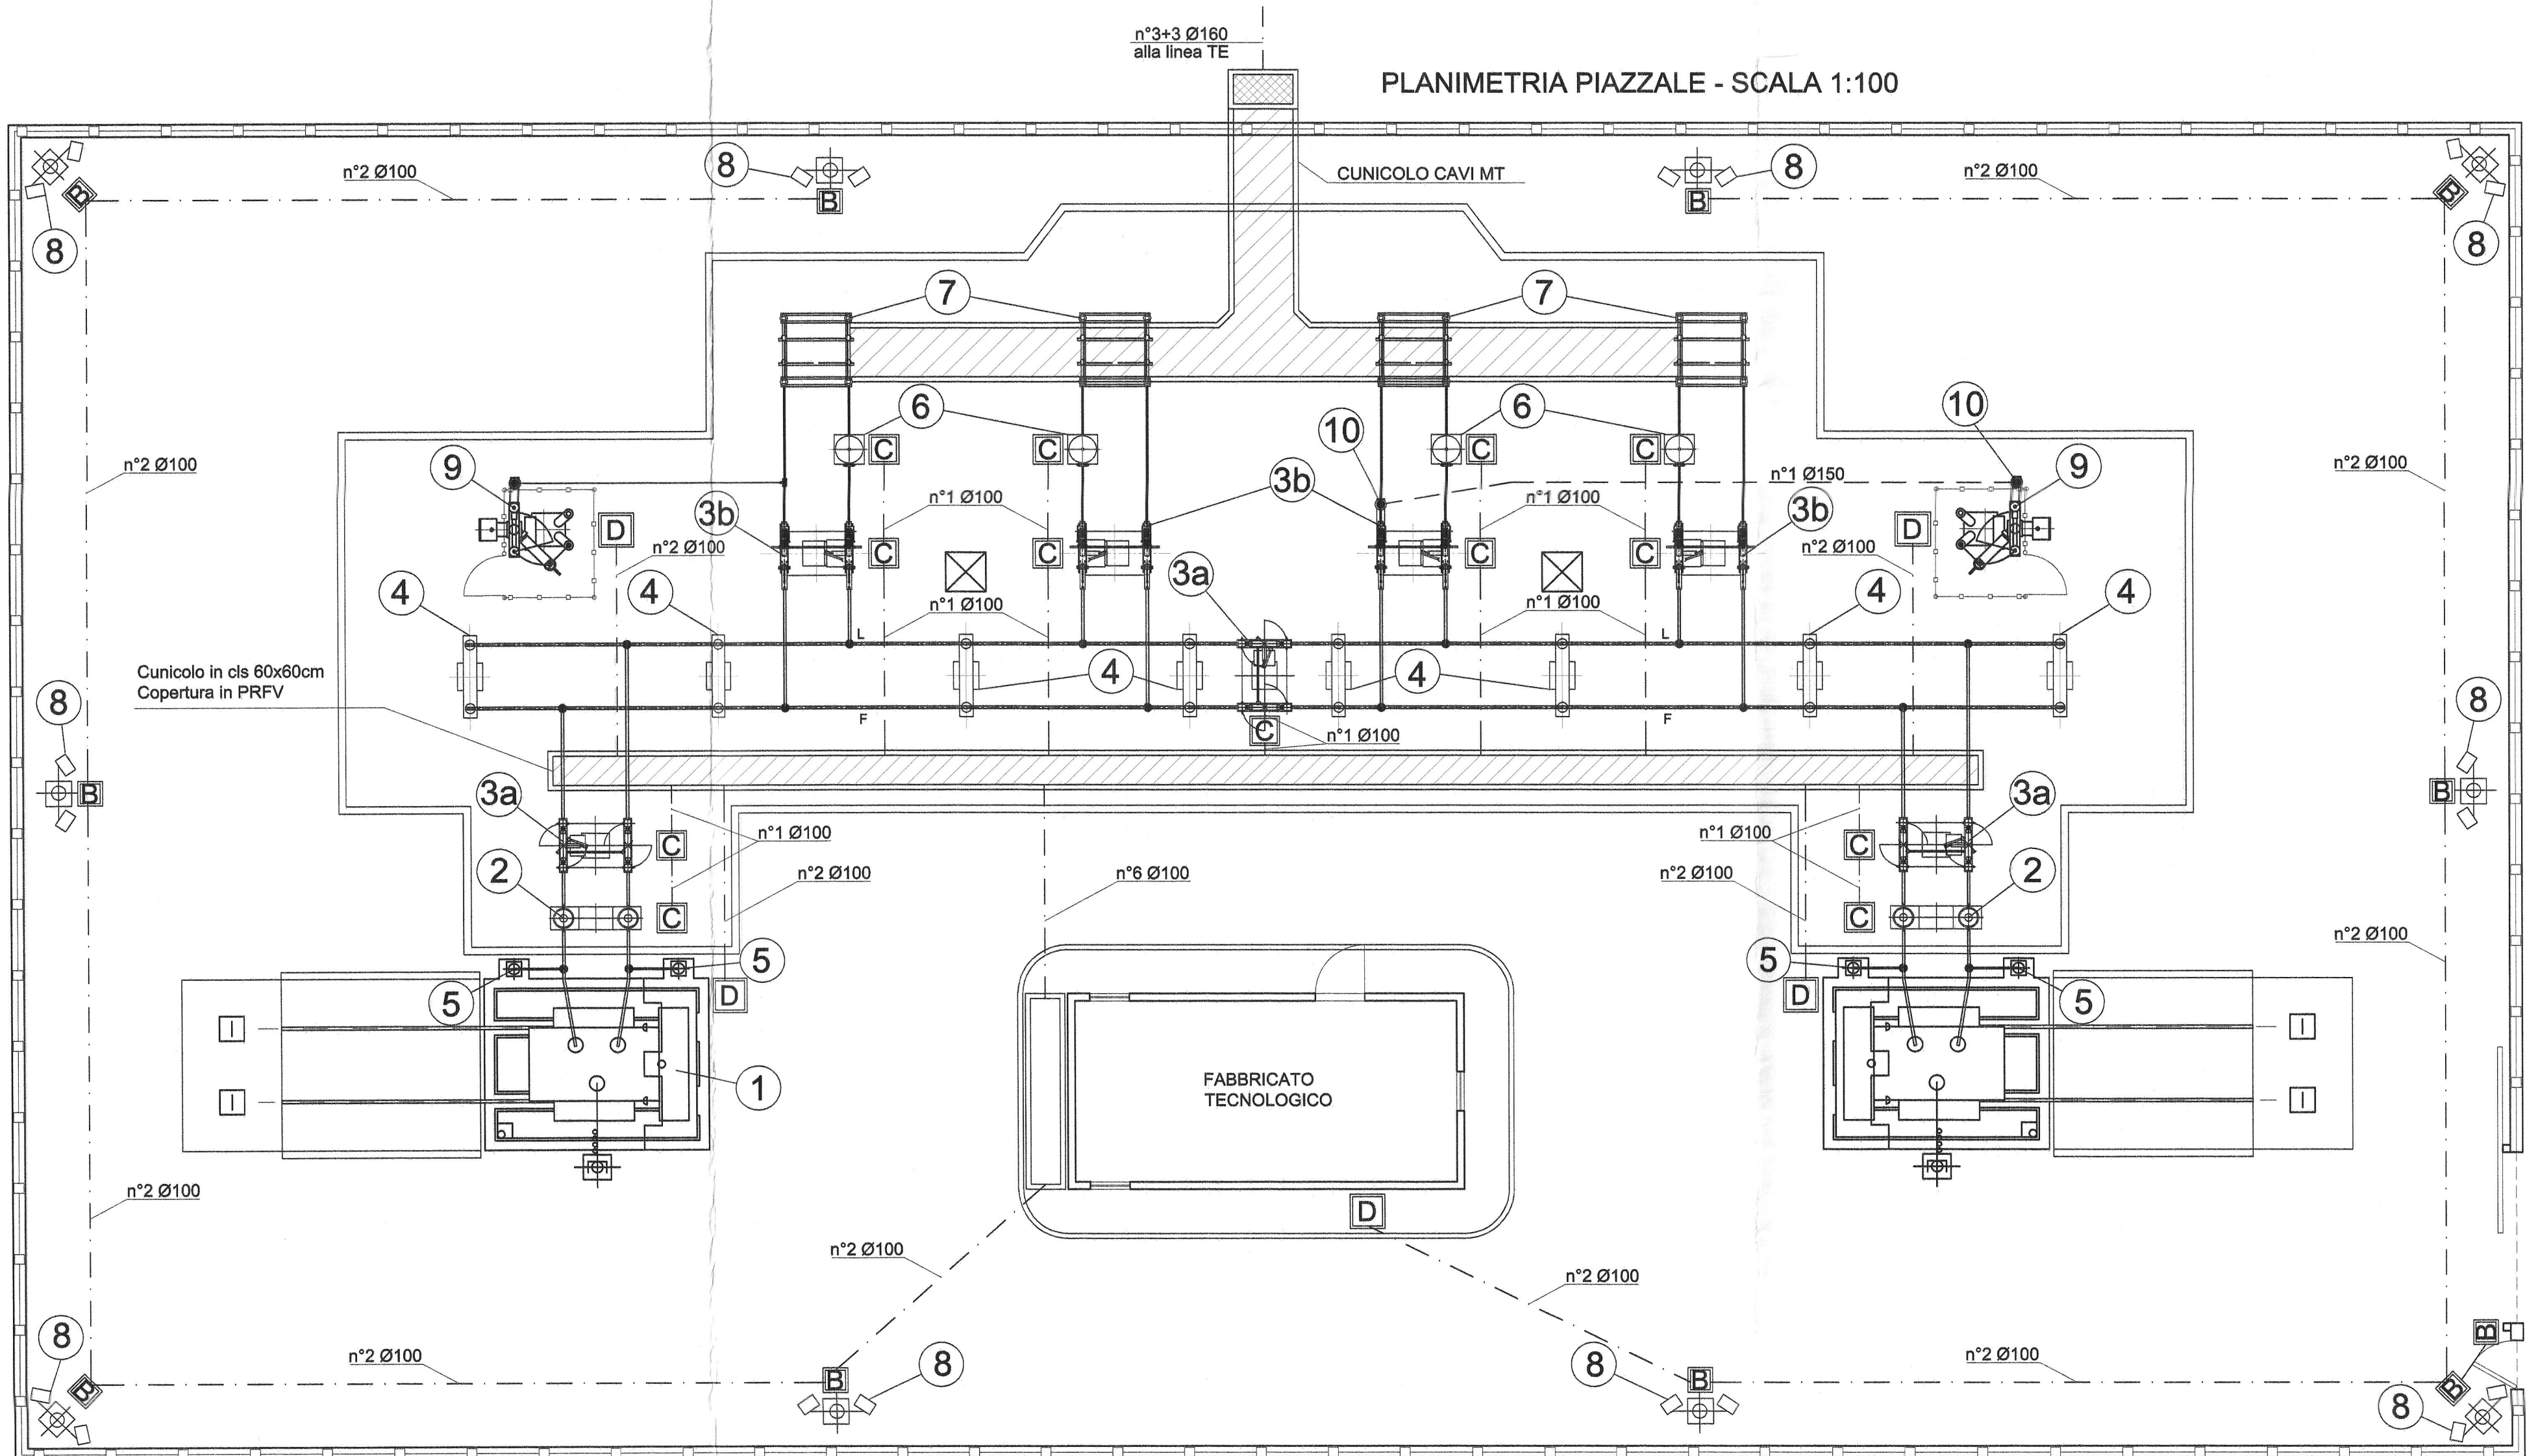 n°3+3 Ø160
alla linea TE
PLANIMETRIA PIAZZALE - SCALA 1:100
8
8
n°2 Ø100
CUNICOLO CAVI MT
n°2 Ø100
B
B
B
B
8
8
7
7
6
6
10
10
C
C
C
C
n°2 Ø100
9
n°1 Ø150
9
n°2 Ø100
3b
n°1 Ø100
3b
n°1 Ø100
3b
D
D
n°2 Ø100
C
C
C
C
n°2 Ø100
3a
4
4
4
4
n°1 Ø100
n°1 Ø100
L
L
Cunicolo in cls 60x60cm
Copertura in PRFV
4
4
8
8
F
F
C
n°1 Ø100
B
B
3a
3a
n°1 Ø100
n°1 Ø100
C
C
2
n°2 Ø100
n°6 Ø100
n°2 Ø100
2
C
C
n°2 Ø100
5
5
5
5
D
D
I
I
1
FABBRICATO
TECNOLOGICO
I
I
n°2 Ø100
D
n°2 Ø100
n°2 Ø100
8
B
n°2 Ø100
8
8
n°2 Ø100
B
B
B
B
8